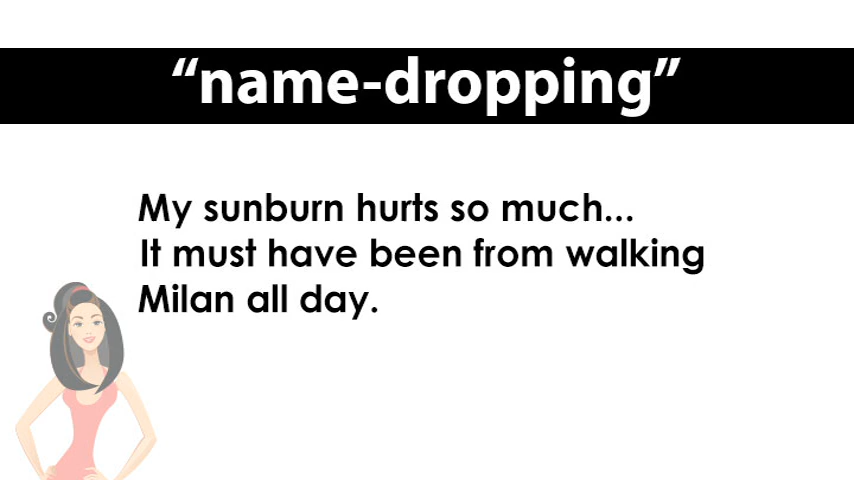 “name-dropping”
My sunburn hurts so much...
It must have been from walking
Milan all day.